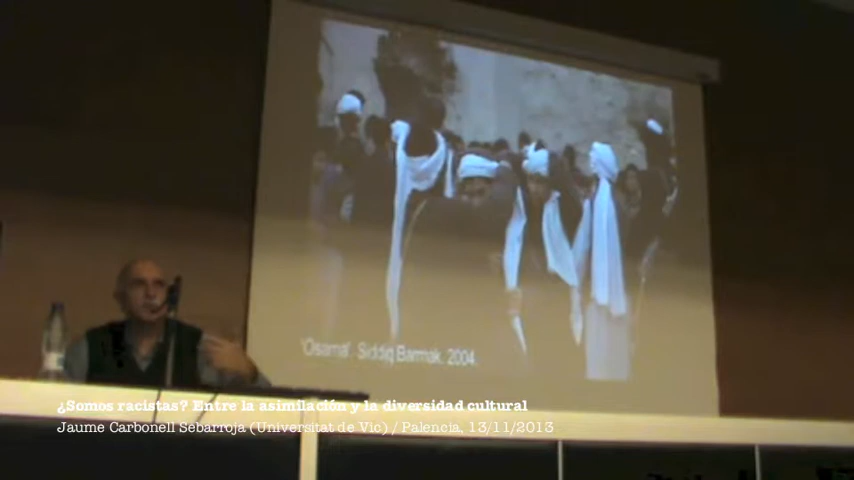 'Osama'. Siddiq Barmak. 2004.
¿Somos racistas? Entre la asimilación y la diversidad cultural
Jaume Carbonell Sebarroja (Universitat de Vic) / Palencia, 13/11/2013